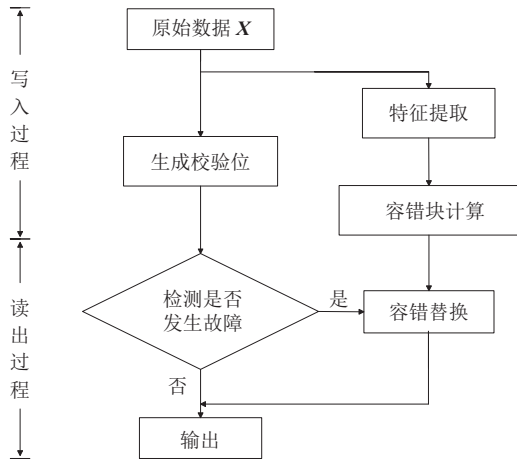 原始数据 X
写入过程
特征提取
生成校验位
容错块计算
检测是否
发生故障
是
容错替换
读出过程
否
输出